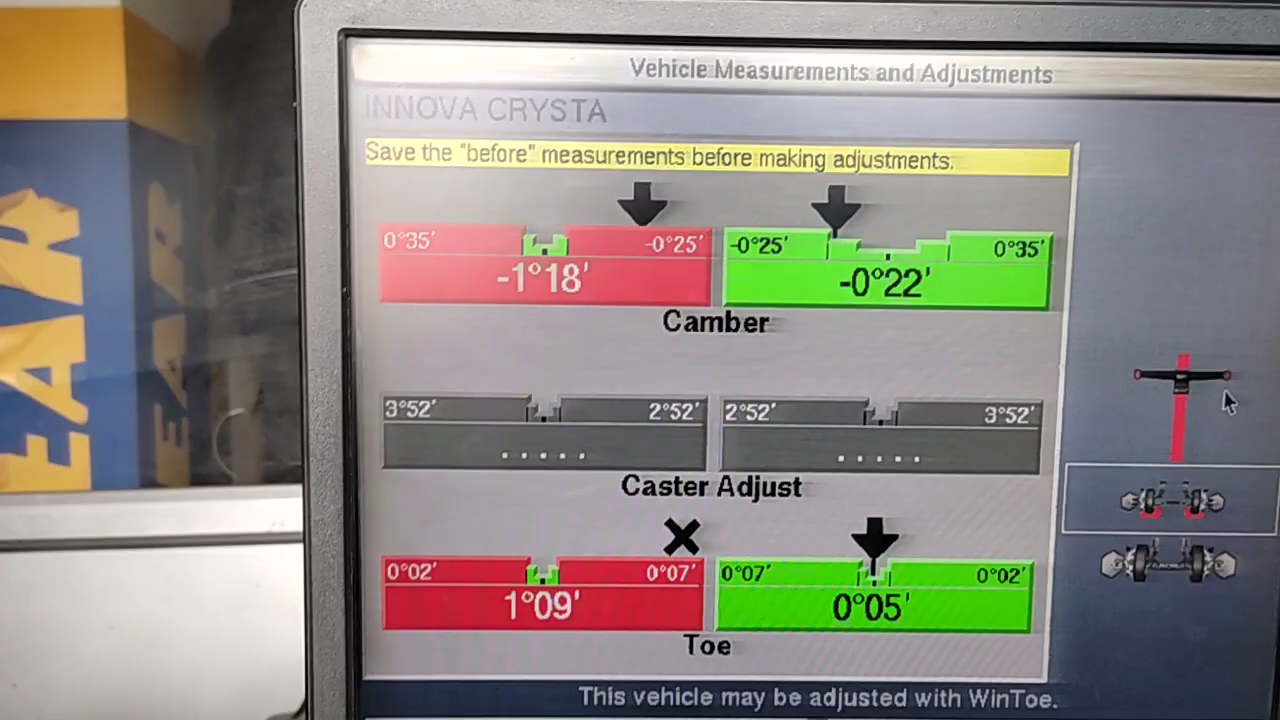 Vehicle Measurements and Adjustments
INNOVA CRYSTA
Save the "before" measurements before making adjustments.
0°35' -0°25' -0°25' 0°35'
-1°18' -0°22'
Camber
3°52' 2°52' 2°52' 3°52'
..... .....
Caster Adjust
0°02' 0°07' 0°07' 0°02'
1°09' 0°05'
Toe
This vehicle may be adjusted with WinToe.
EAR
EAR